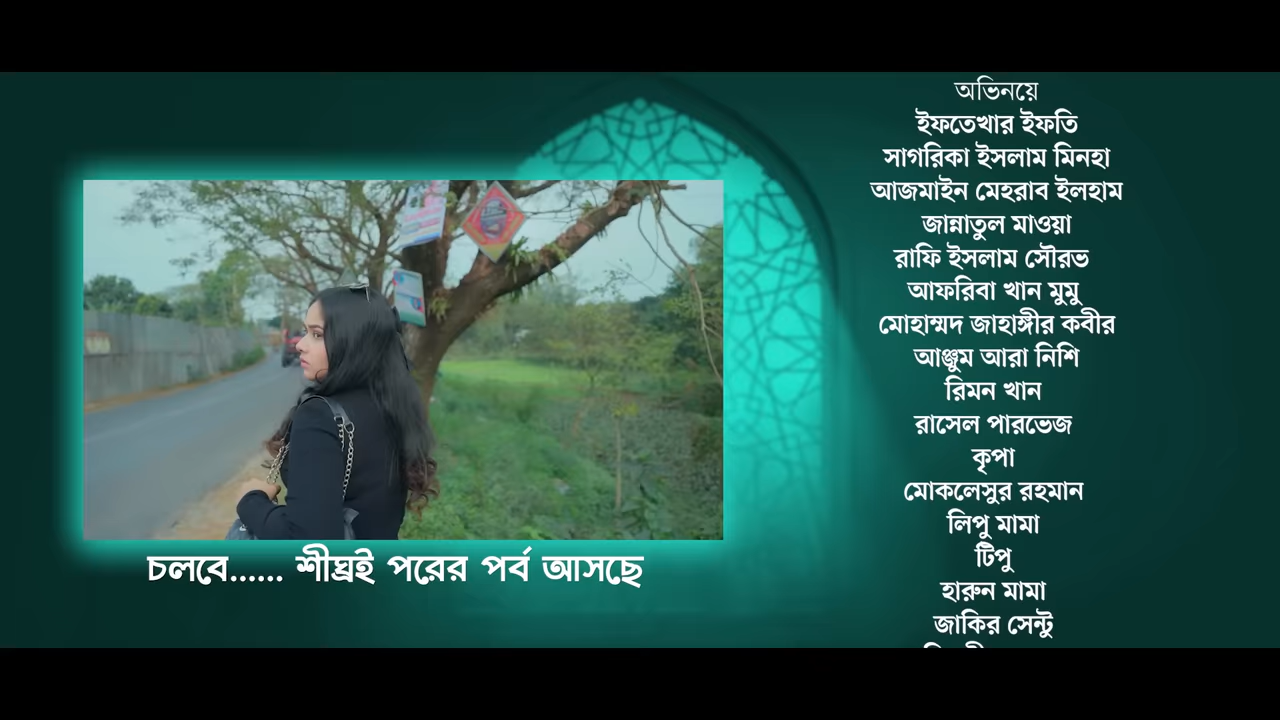 অভিনয়ে
ইফতেখার ইফতি
সাগরিকা ইসলাম মিনহা
আজমাইন মেহরাব ইলহাম
জান্নাতুল মাওয়া
রাফি ইসলাম সৌরভ
আফরিবা খান মুমু
মোহাম্মদ জাহাঙ্গীর কবীর
আঞ্জুম আরা নিশি
রিমন খান
রাসেল পারভেজ
কৃপা
মোকলেসুর রহমান
লিপু মামা
টিপু
হারুন মামা
জাকির সেন্টু
চলবে...... শীঘ্রই পরের পর্ব আসছে